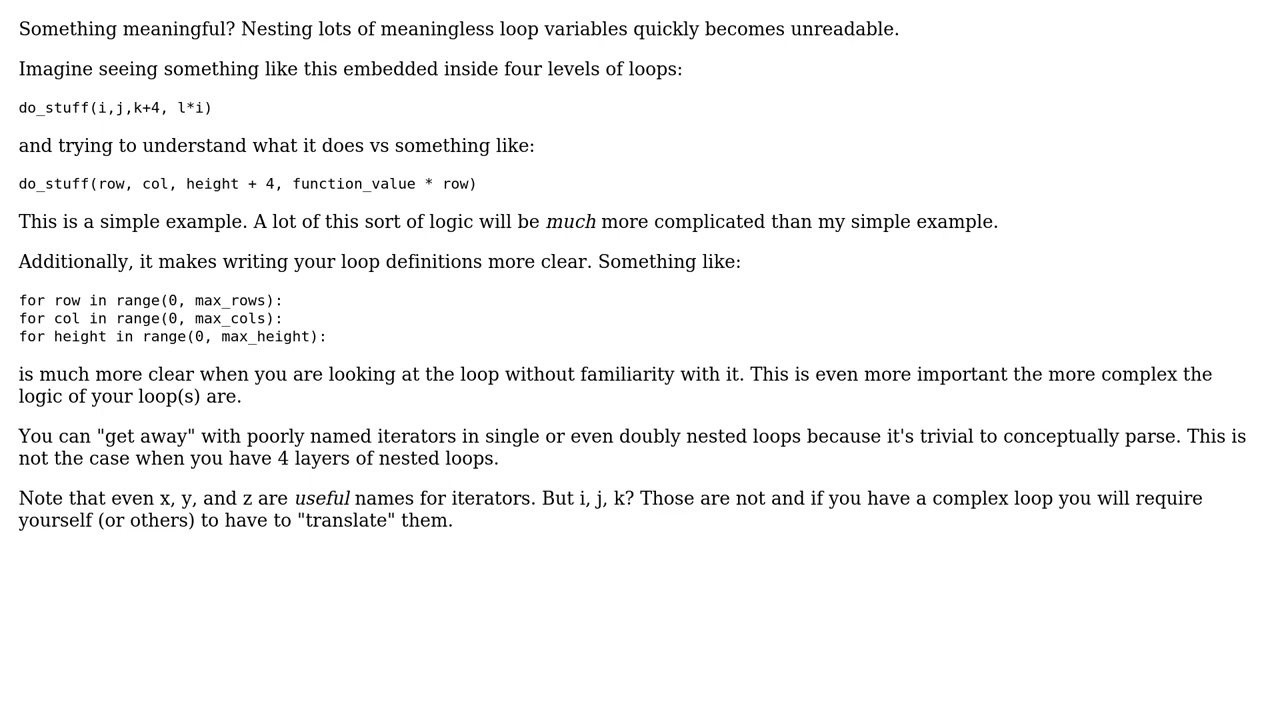 Something meaningful? Nesting lots of meaningless loop variables quickly becomes unreadable.
Imagine seeing something like this embedded inside four levels of loops:
do_stuff(i,j,k+4, l*i)
and trying to understand what it does vs something like:
do_stuff(row, col, height + 4, function_value * row)
This is a simple example. A lot of this sort of logic will be much more complicated than my simple example.
Additionally, it makes writing your loop definitions more clear. Something like:
for row in range(0, max_rows):
for col in range(0, max_cols):
for height in range(0, max_height):
is much more clear when you are looking at the loop without familiarity with it. This is even more important the more complex the
logic of your loop(s) are.
You can "get away" with poorly named iterators in single or even doubly nested loops because it's trivial to conceptually parse. This is
not the case when you have 4 layers of nested loops.
Note that even x, y, and z are useful names for iterators. But i, j, k? Those are not and if you have a complex loop you will require
yourself (or others) to have to "translate" them.